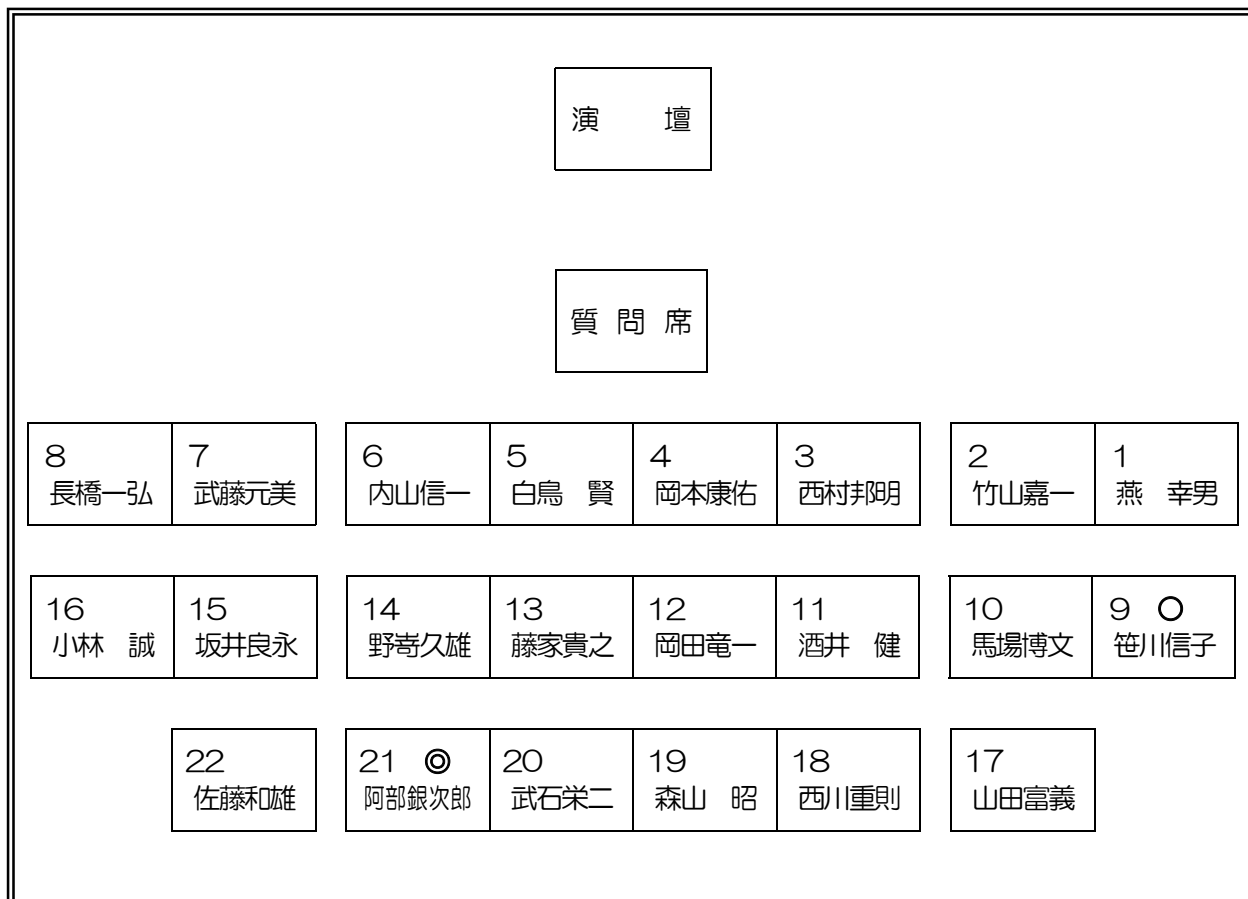 演　　壇
質 問 席
8 7 6 5 4 3 2 1
長橋一弘 武藤元美 内山信一 白鳥　賢 岡本康佑 西村邦明 竹山嘉一 燕　幸男
16 15 14 13 12 11 10 9 ○
小林　誠 坂井良永 野嵜久雄 藤家貴之 岡田竜一 酒井　健 馬場博文 笹川信子
22 21 ◎ 20 19 18 17
佐藤和雄 阿部銀次郎 武石栄二 森山　昭 西川重則 山田富義